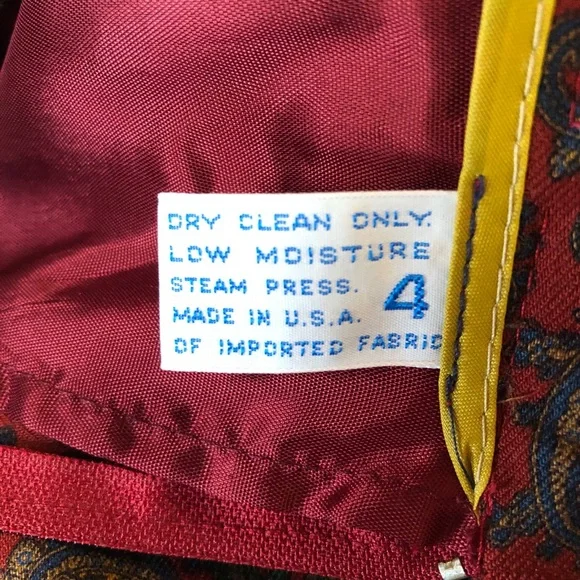 DRY CLEAN ONLY.
LOW MOISTURE
STEAM PRESS.
4
MADE IN U.S.A.
OF IMPORTED FABRIC